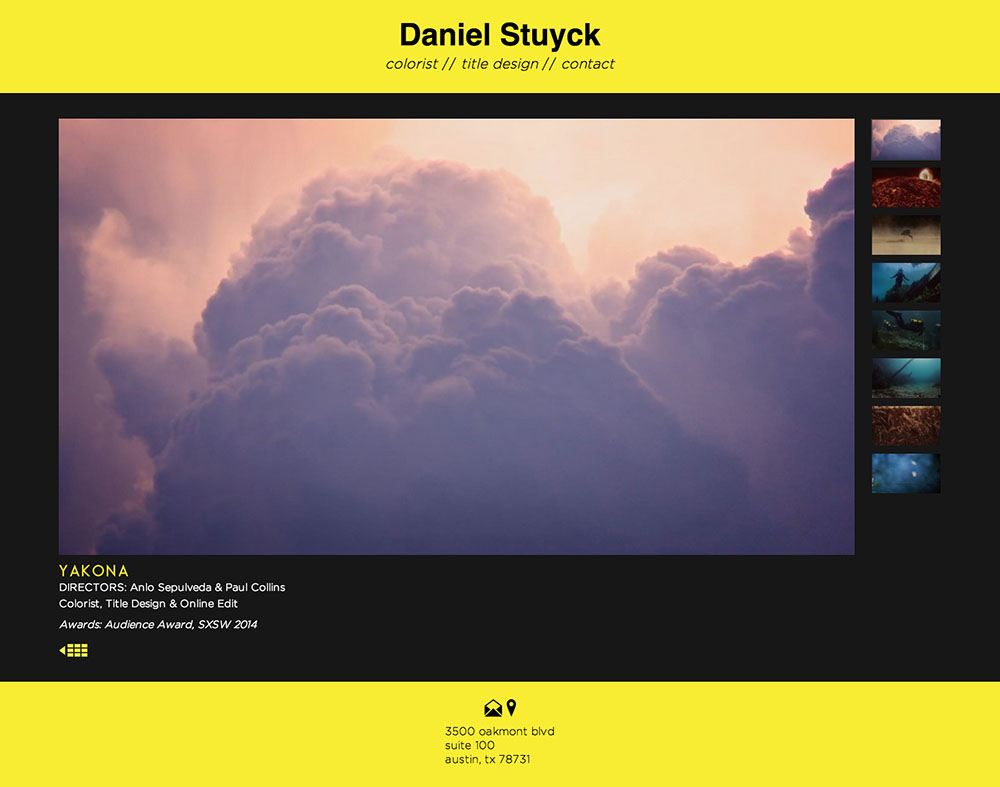 Daniel Stuyck
colorist // title design // contact
YAKONA
DIRECTORS: Anlo Sepulveda & Paul Collins
Colorist, Title Design & Online Edit
Awards: Audience Award, SXSW 2014
3500 oakmont blvd
suite 100
austin, tx 78731